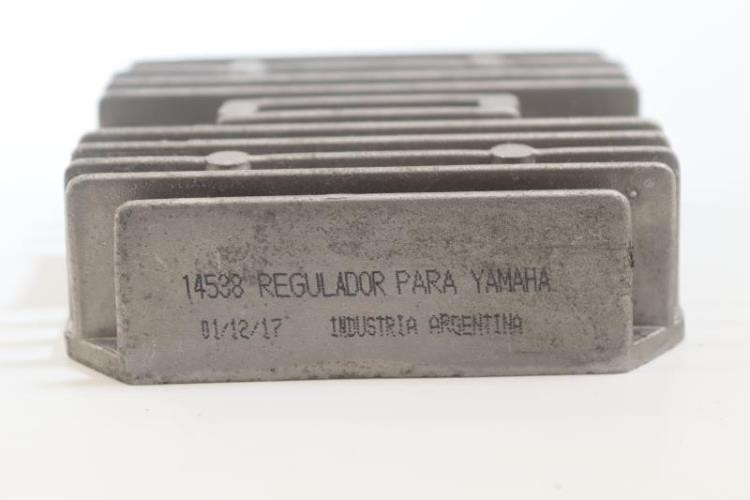 14538 REGULADOR PARA YAMAHA
01/12/17 INDUSTRIA ARGENTINA